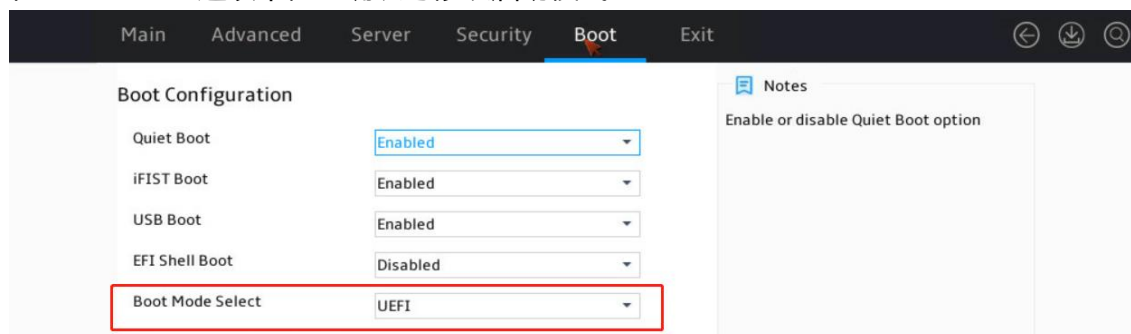 Main Advanced Server Security Boot Exit
Boot Configuration
Notes
Enable or disable Quiet Boot option
Quiet Boot Enabled
iFIST Boot Enabled
USB Boot Enabled
EFI Shell Boot Disabled
Boot Mode Select UEFI